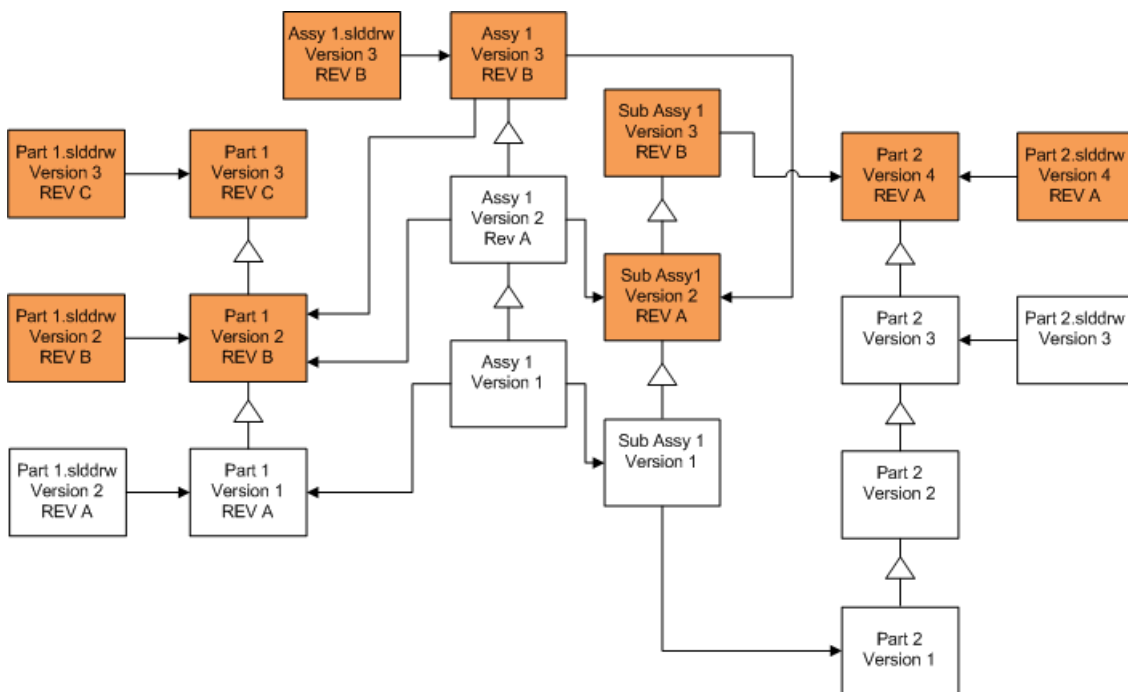 Assy 1.slddrw
Version 3
REV B
Assy 1
Version 3
REV B
Sub Assy 1
Version 3
REV B
Part 1.slddrw
Version 3
REV C
Part 1
Version 3
REV C
Part 2
Version 4
REV A
Part 2.slddrw
Version 4
REV A
Assy 1
Version 2
Rev A
Sub Assy1
Version 2
REV A
Part 1.slddrw
Version 2
REV B
Part 1
Version 2
REV B
Part 2
Version 3
Part 2.slddrw
Version 3
Assy 1
Version 1
Sub Assy 1
Version 1
Part 1.slddrw
Version 2
REV A
Part 1
Version 1
REV A
Part 2
Version 2
Part 2
Version 1